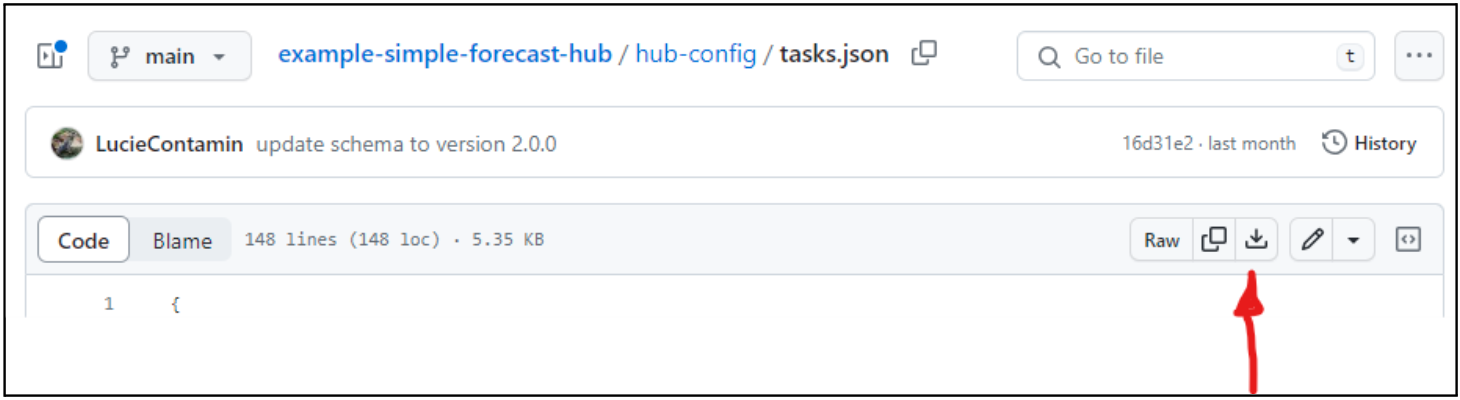 main example-simple-forecast-hub / hub-config / tasks.json Go to file t
LucieContamin update schema to version 2.0.0 16d31e2 · last month History
Code Blame 148 lines (148 loc) · 5.35 KB Raw
1 {